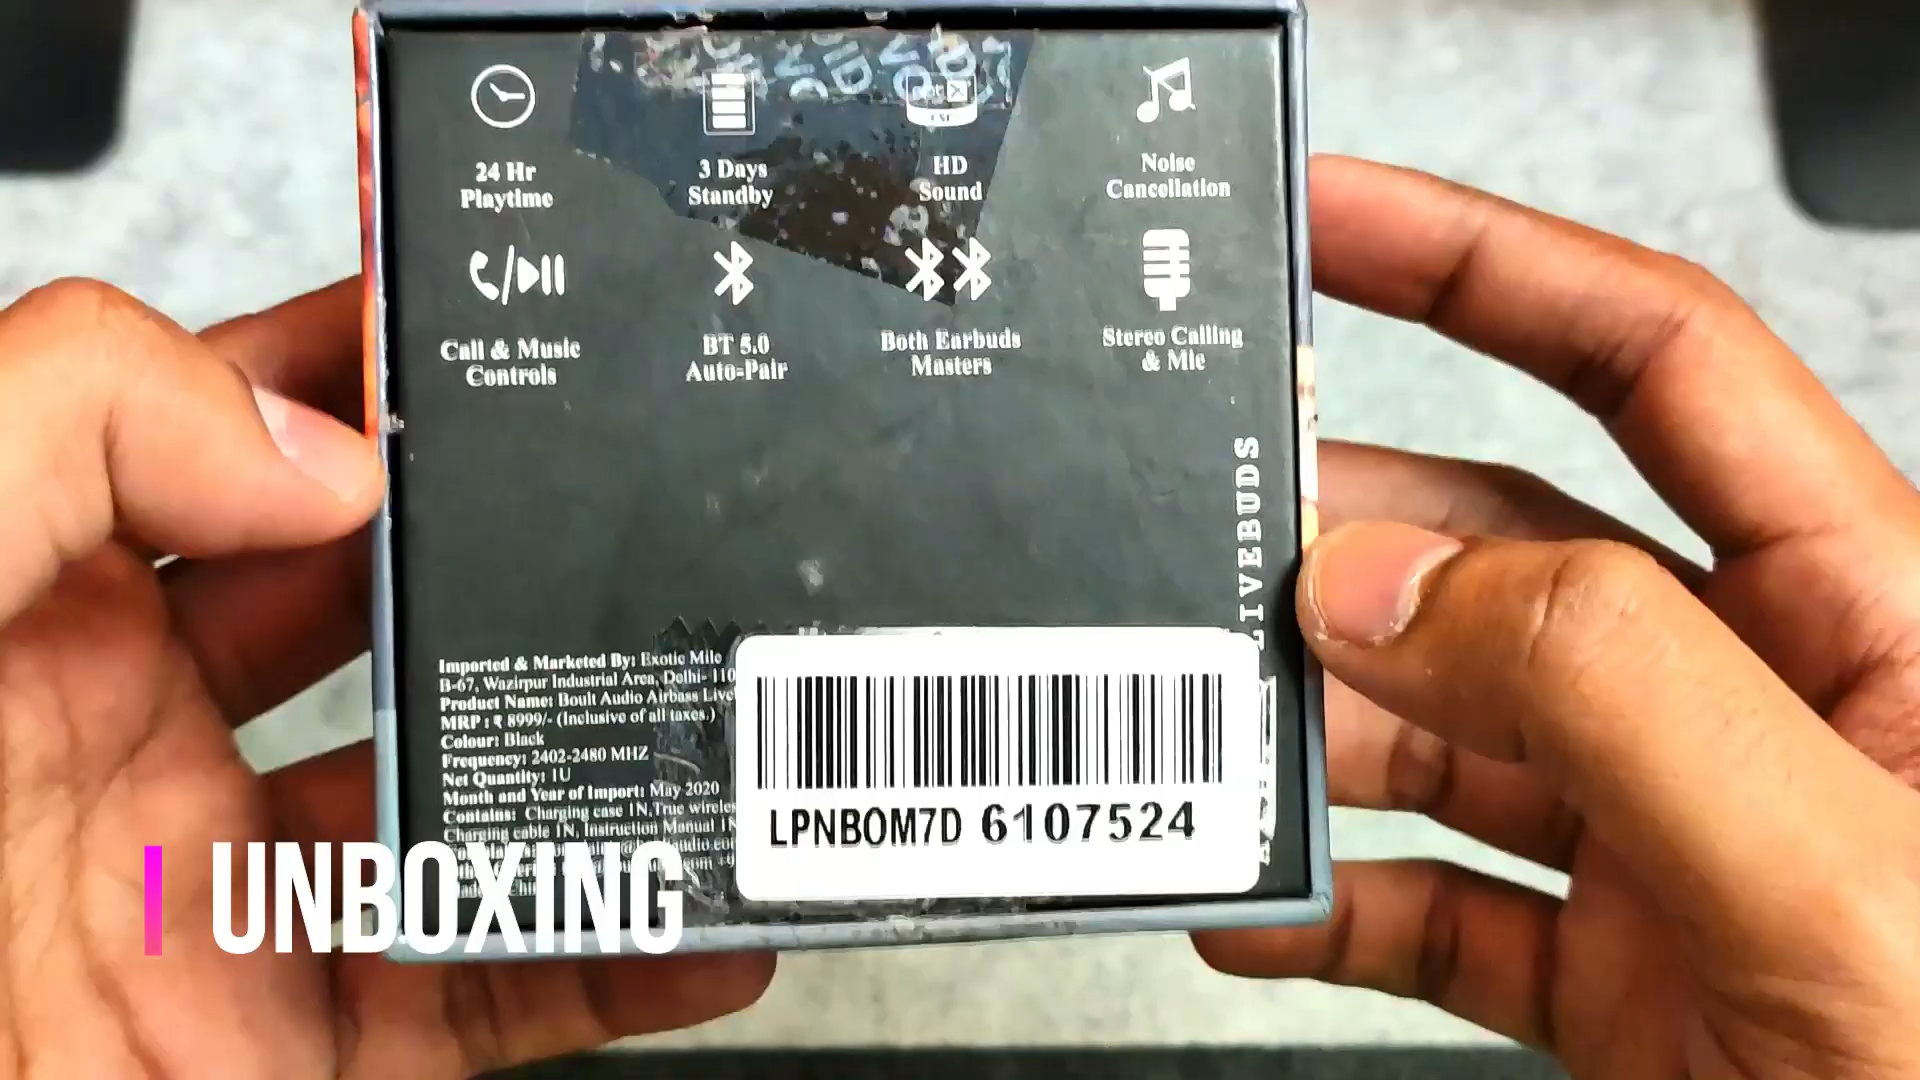 24 Hr
Playtime
3 Days
Standby
HD
Sound
Noise
Cancellation
Call & Music
Controls
BT 5.0
Auto-Pair
Both Earbuds
Masters
Stereo Calling
& Mic
LIVEBUDS
Imported & Marketed By: Exotic Mile
B-67, Wazirpur Industrial Area, Delhi- 110
Product Name: Boult Audio Airbass Live
MRP : ₹ 8999/- (Inclusive of all taxes.)
Colour: Black
Frequency: 2402-2480 MHZ
Net Quantity: 1U
Month and Year of Import: May 2020
Contains: Charging case 1N, True wireles
Charging cable 1N, Instruction Manual 1N
LPNBOM7D 6107524
UNBOXING